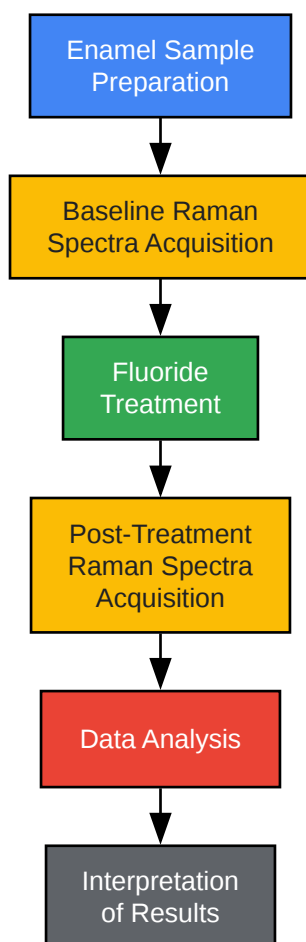 Enamel Sample
Preparation
Baseline Raman
Spectra Acquisition
Fluoride
Treatment
Post-Treatment
Raman Spectra
Acquisition
Data Analysis
Interpretation
of Results